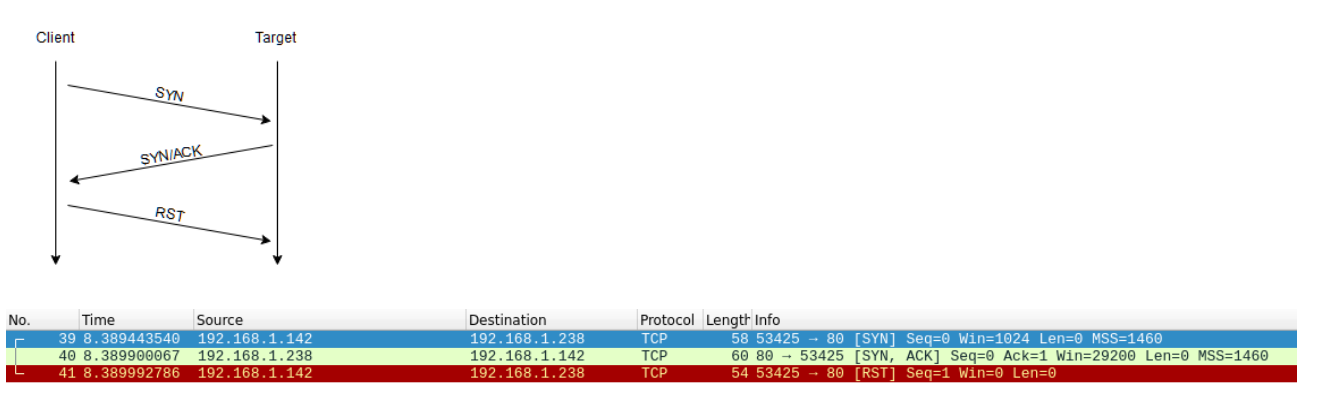 Client Target
SYN
SYN/ACK
RST
No. Time Source Destination Protocol Length Info
39 8.389443540 192.168.1.142 192.168.1.238 TCP 58 53425 → 80 [SYN] Seq=0 Win=1024 Len=0 MSS=1460
40 8.389900067 192.168.1.238 192.168.1.142 TCP 60 80 → 53425 [SYN, ACK] Seq=0 Ack=1 Win=29200 Len=0 MSS=1460
41 8.389992786 192.168.1.142 192.168.1.238 TCP 54 53425 → 80 [RST] Seq=1 Win=0 Len=0